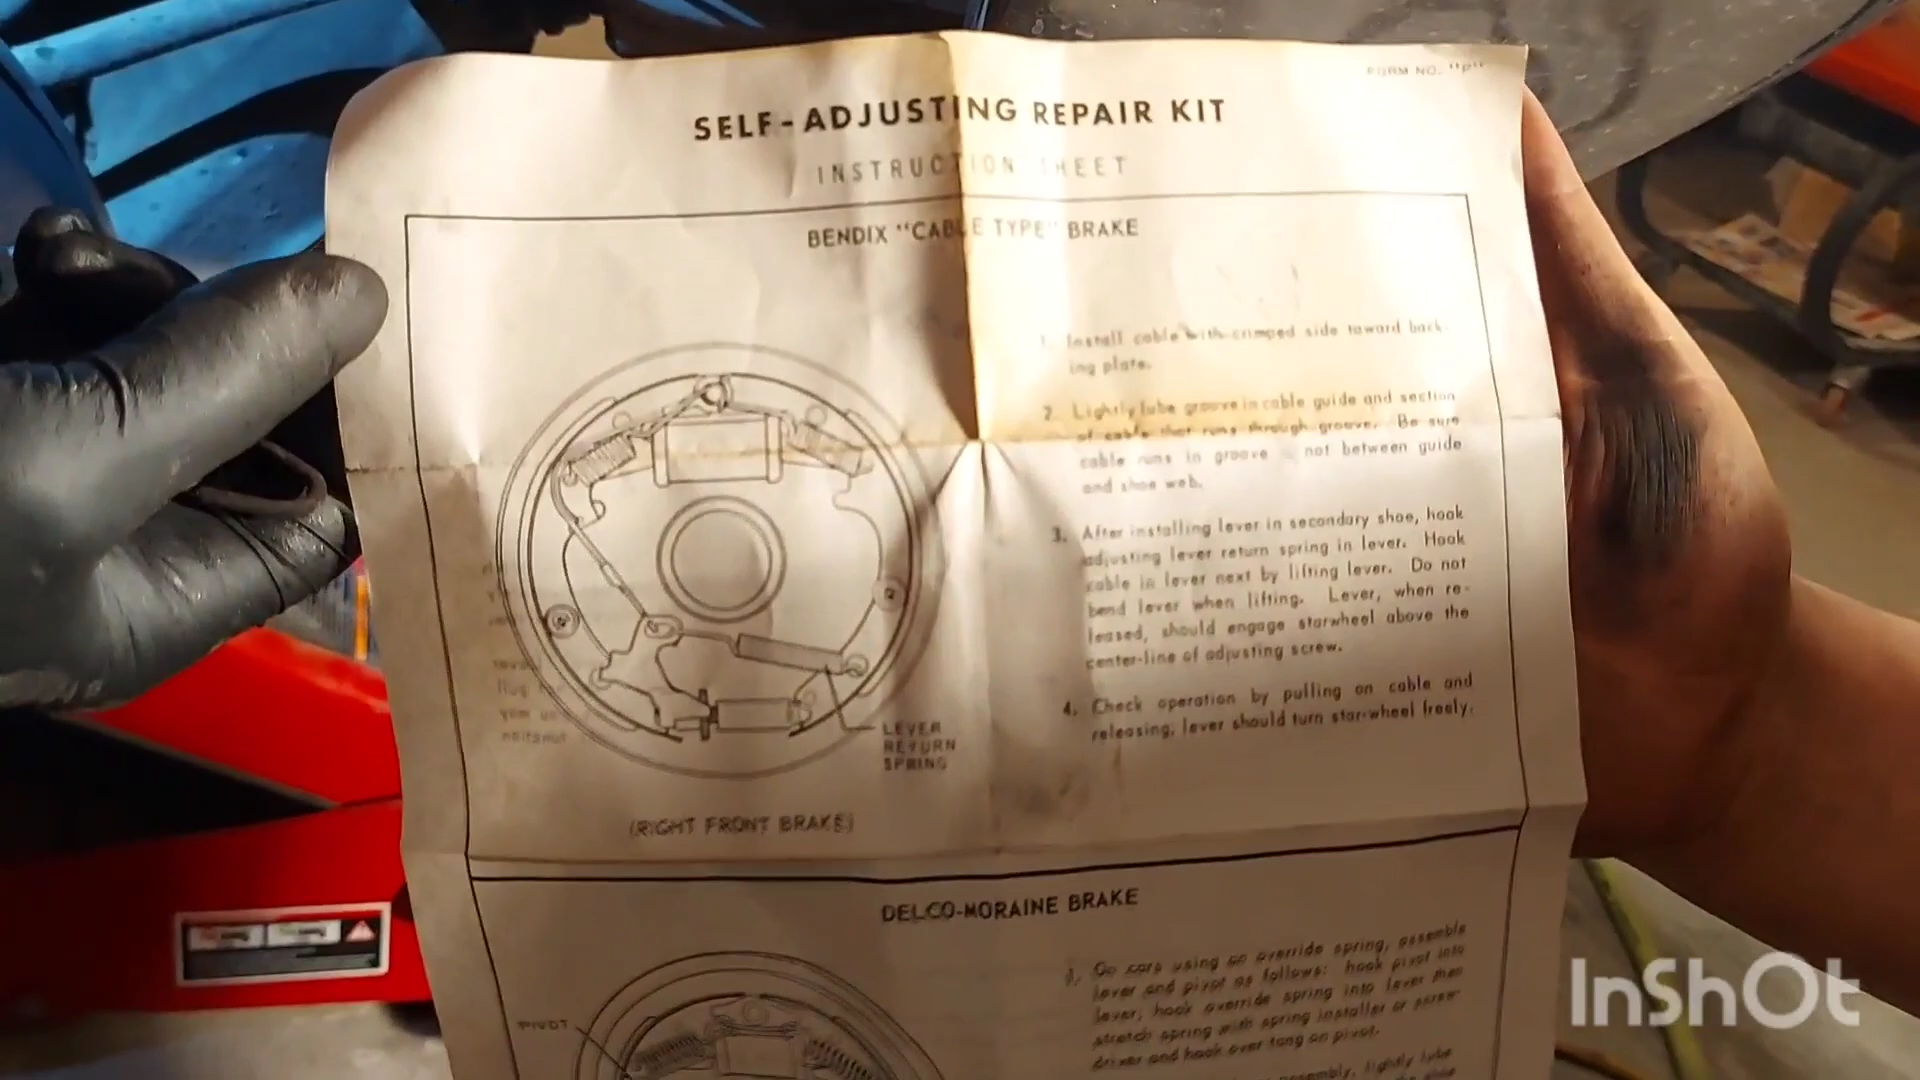 FORM NO. "P"
SELF-ADJUSTING REPAIR KIT
INSTRUCTION SHEET
BENDIX "CABLE TYPE" BRAKE
1. Install cable with crimped side toward back-
ing plate.
2. Lightly lube groove in cable guide and section
of cable that runs through groove. Be sure
cable runs in groove - not between guide
and shoe web.
3. After installing lever in secondary shoe, hook
adjusting lever return spring in lever. Hook
cable in lever next by lifting lever. Do not
bend lever when lifting. Lever, when re-
leased, should engage starwheel above the
center-line of adjusting screw.
4. Check operation by pulling on cable and
releasing, lever should turn star-wheel freely.
LEVER
RETURN
SPRING
(RIGHT FRONT BRAKE)
DELCO-MORAINE BRAKE
1. On cars using an override spring, assemble
lever and pivot as follows: hook pivot into
lever, hook override spring into lever then
stretch spring with spring installer or screw-
driver and hook over tang on pivot.
assembly, lightly lube
PIVOT
InShOt